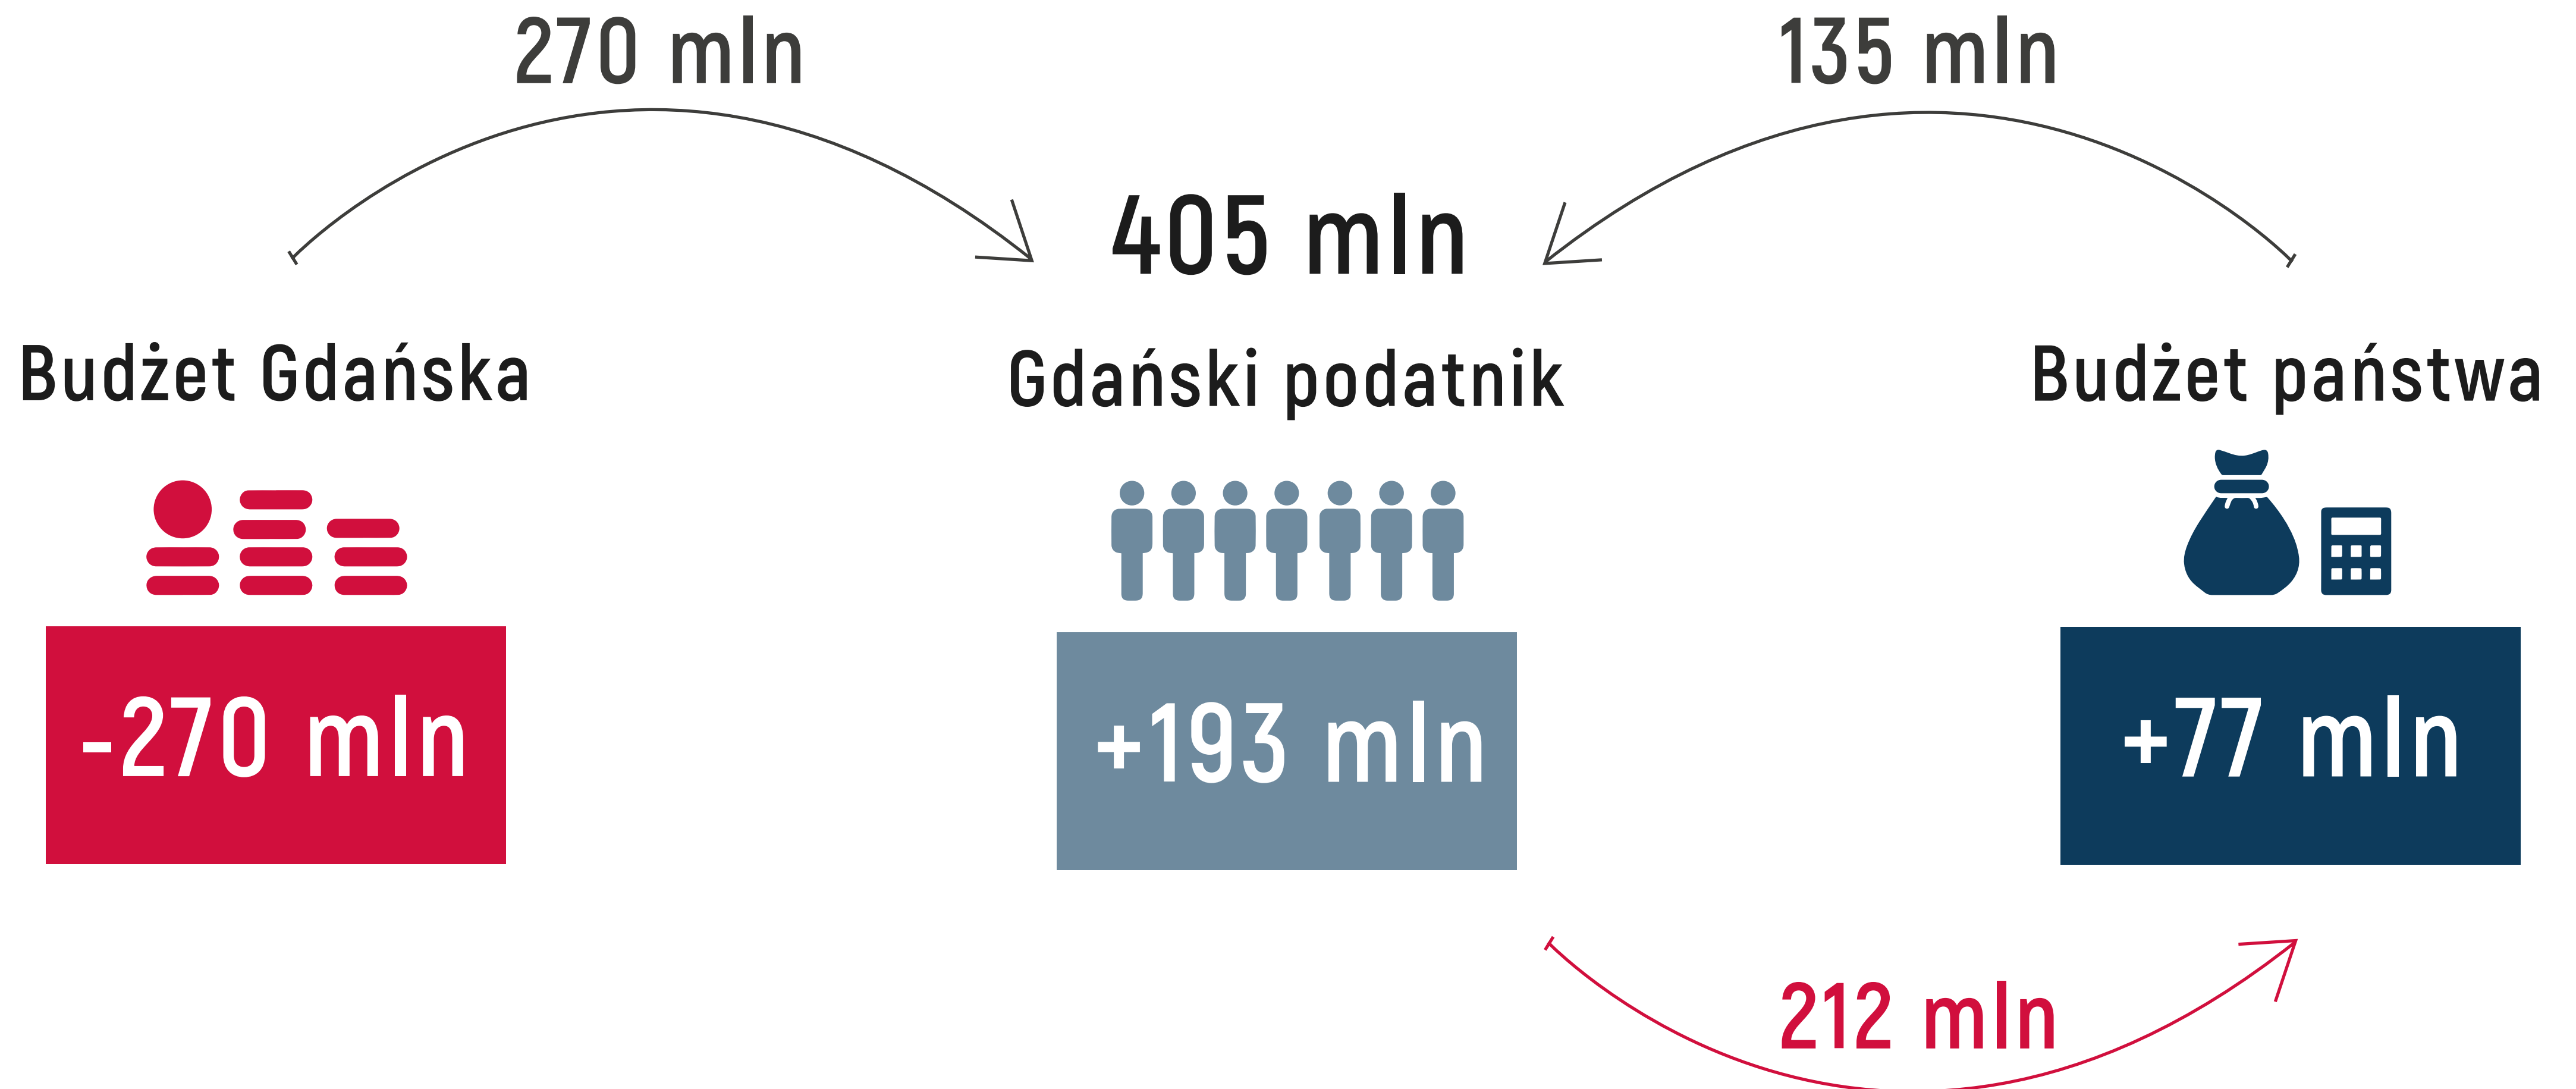 270 mln
135 mln
405 mln
Budżet Gdańska
Gdański podatnik
Budżet państwa
-270 mln
+193 mln
+77 mln
212 mln